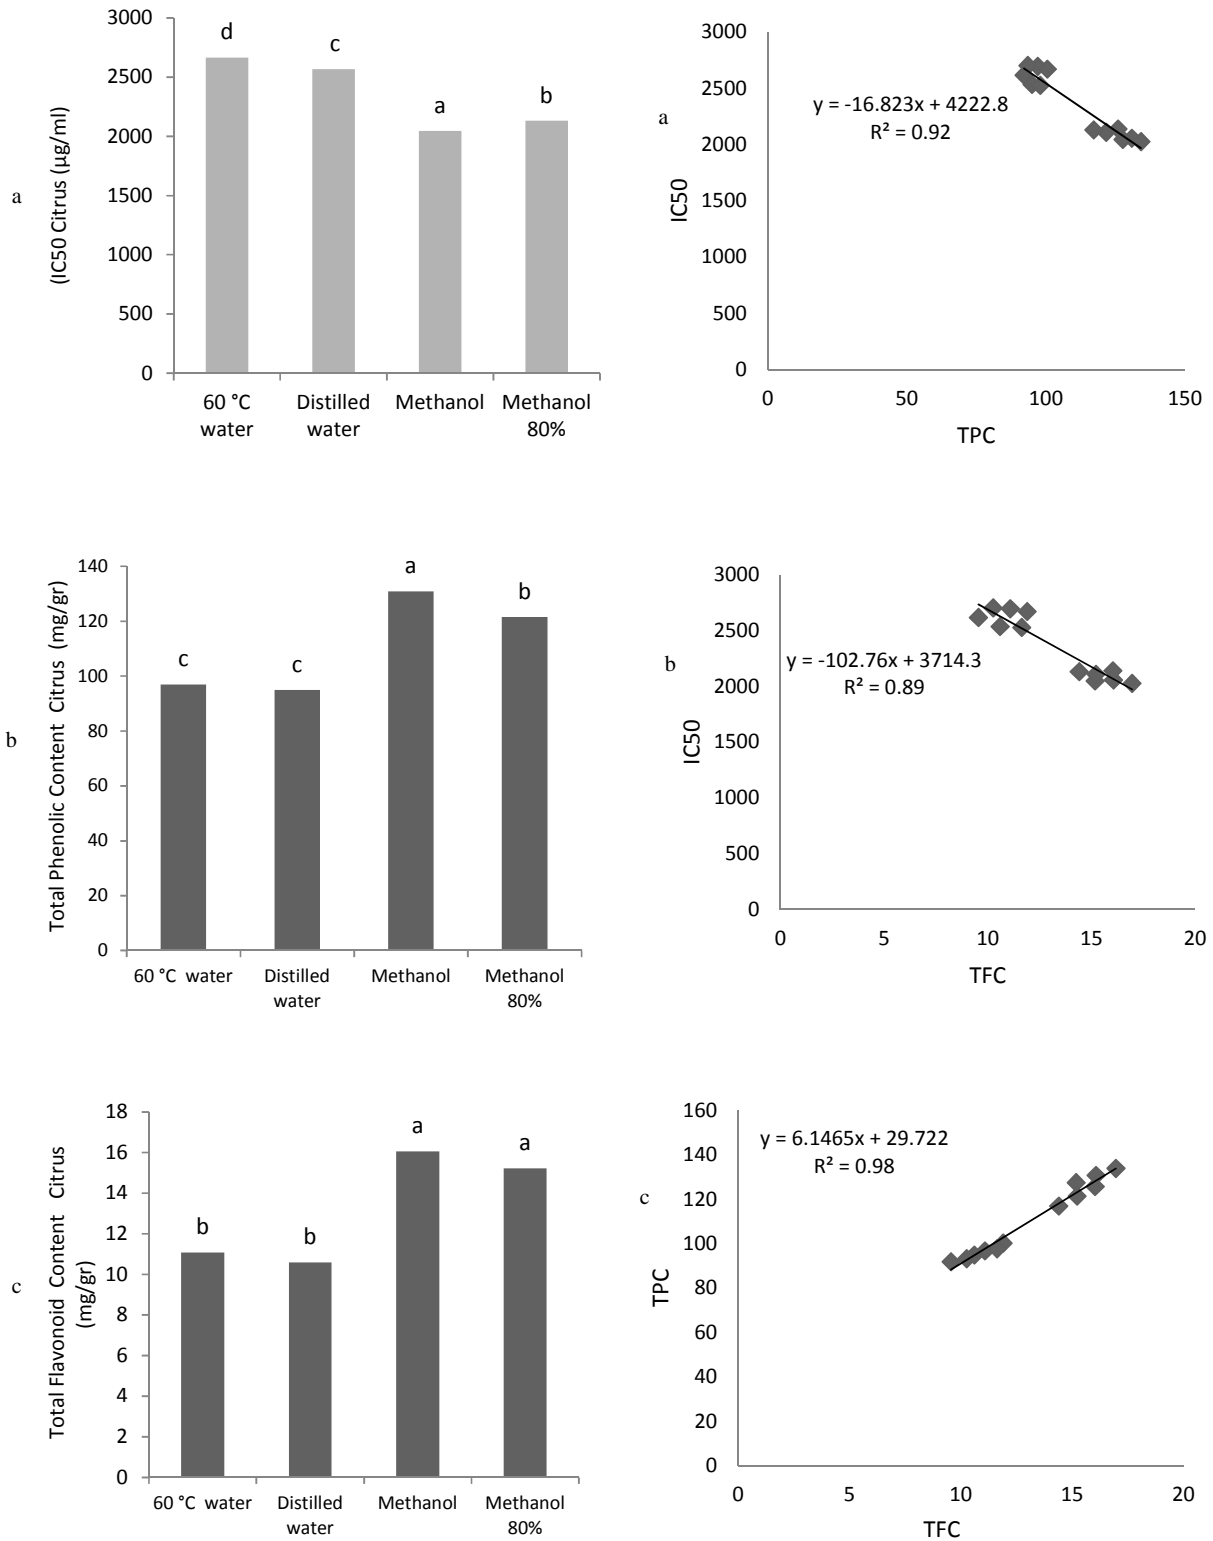 a
(IC50 Citrus (µg/ml)
3000
2500
2000
1500
1000
500
0
d
c
a
b
60 °C
water
Distilled
water
Methanol
Methanol
80%
a
IC50
3000
2500
2000
1500
1000
500
0
y = -16.823x + 4222.8
R² = 0.92
0
50
100
150
TPC
b
Total Phenolic Content Citrus (mg/gr)
140
120
100
80
60
40
20
0
c
c
a
b
60 °C water
Distilled
water
Methanol
Methanol
80%
b
IC50
3000
2500
2000
1500
1000
500
0
y = -102.76x + 3714.3
R² = 0.89
0
5
10
15
20
TFC
c
Total Flavonoid Content Citrus
(mg/gr)
18
16
14
12
10
8
6
4
2
0
b
b
a
a
60 °C water
Distilled
water
Methanol
Methanol
80%
c
TPC
160
140
120
100
80
60
40
20
0
y = 6.1465x + 29.722
R² = 0.98
0
5
10
15
20
TFC